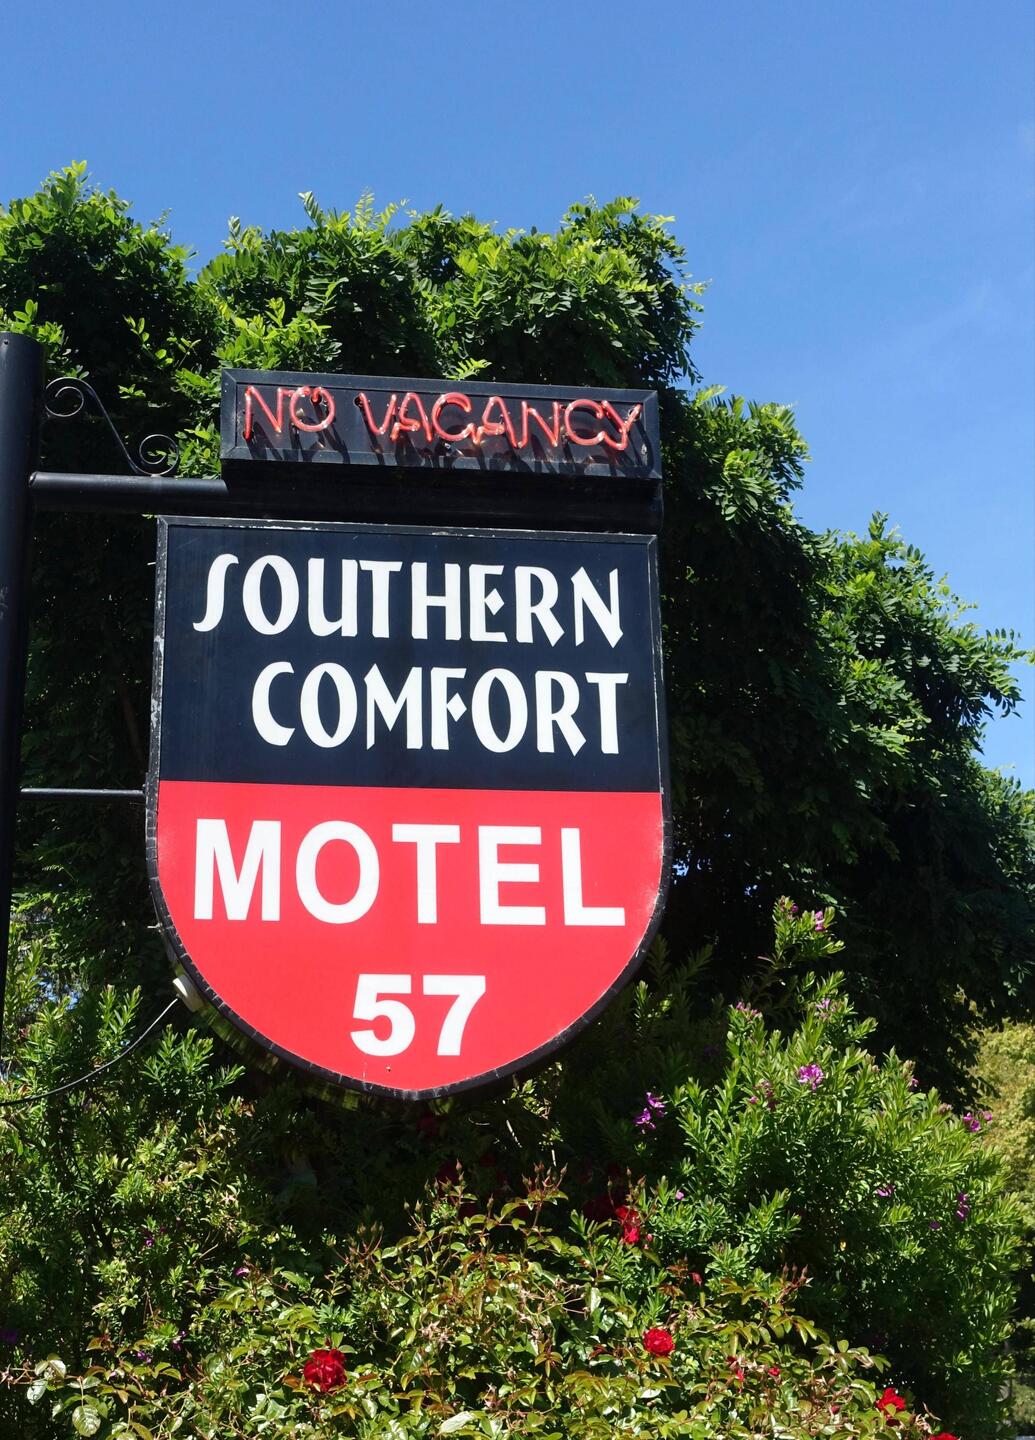 NO VACANCY
SOUTHERN
COMFORT
MOTEL
57